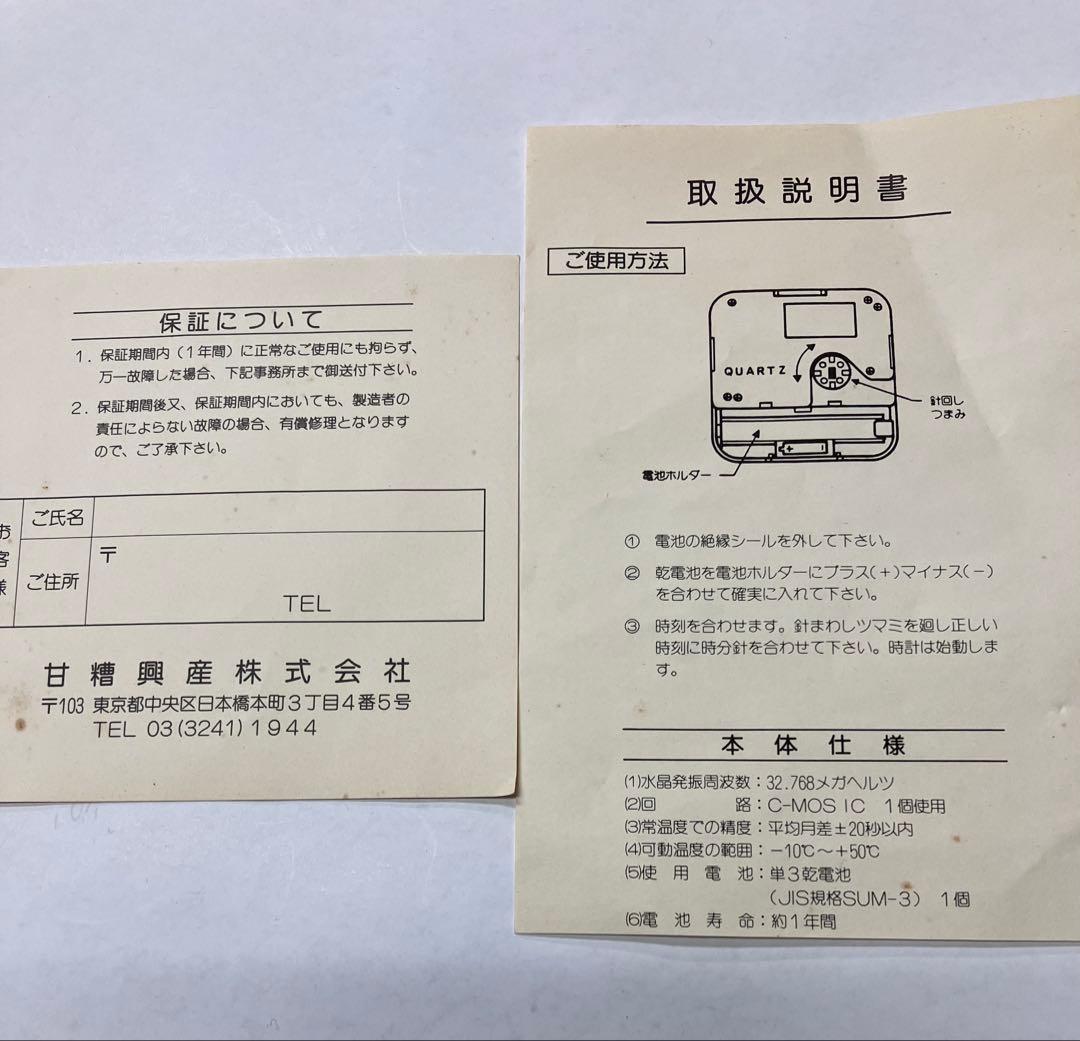 保証について
1. 保証期間内（1年間）に正常なご使用にも拘らず、
万一故障した場合、下記事務所まで御送付下さい。
2. 保証期間後又、保証期間内においても、製造者の
責任によらない故障の場合、有償修理となります
ので、ご了承下さい。
お客様
ご氏名
ご住所
〒
TEL
甘糟興産株式会社
〒103 東京都中央区日本橋本町3丁目4番5号
TEL 03(3241)1944
取扱説明書
ご使用方法
QUARTZ
針回し
つまみ
+ −
電池ホルダー
① 電池の絶縁シールを外して下さい。
② 乾電池を電池ホルダーにプラス(+)マイナス(−)
を合わせて確実に入れて下さい。
③ 時刻を合わせます。針まわしツマミを廻し正しい
時刻に時分針を合わせて下さい。時計は始動しま
す。
本体仕様
(1)水晶発振周波数：32.768メガヘルツ
(2)回路：C-MOS IC 1個使用
(3)常温度での精度：平均月差±20秒以内
(4)可動温度の範囲：−10℃〜+50℃
(5)使用電池：単3乾電池
（JIS規格SUM-3） 1個
(6)電池寿命：約1年間